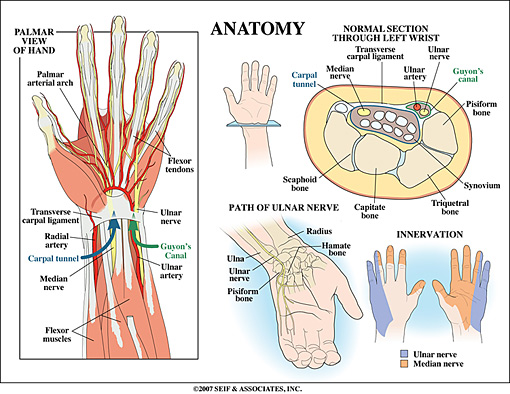 PALMAR
VIEW
OF HAND
Palmar
arterial arch
Flexor
tendons
Transverse
carpal ligament
Radial
artery
Carpal tunnel
Median
nerve
Flexor
muscles
Ulnar
nerve
Guyon's
Canal
Ulnar
artery
ANATOMY
NORMAL SECTION
THROUGH LEFT WRIST
Transverse
carpal ligament
Ulnar
nerve
Median
nerve
Ulnar
artery
Carpal
tunnel
Guyon's
canal
Pisiform
bone
Synovium
Scaphoid
bone
Capitate
bone
Triquetral
bone
PATH OF ULNAR NERVE
Radius
Hamate
bone
Ulna
Ulnar
nerve
Pisiform
bone
INNERVATION
Ulnar nerve
Median nerve
©2007 SEIF & ASSOCIATES, INC.